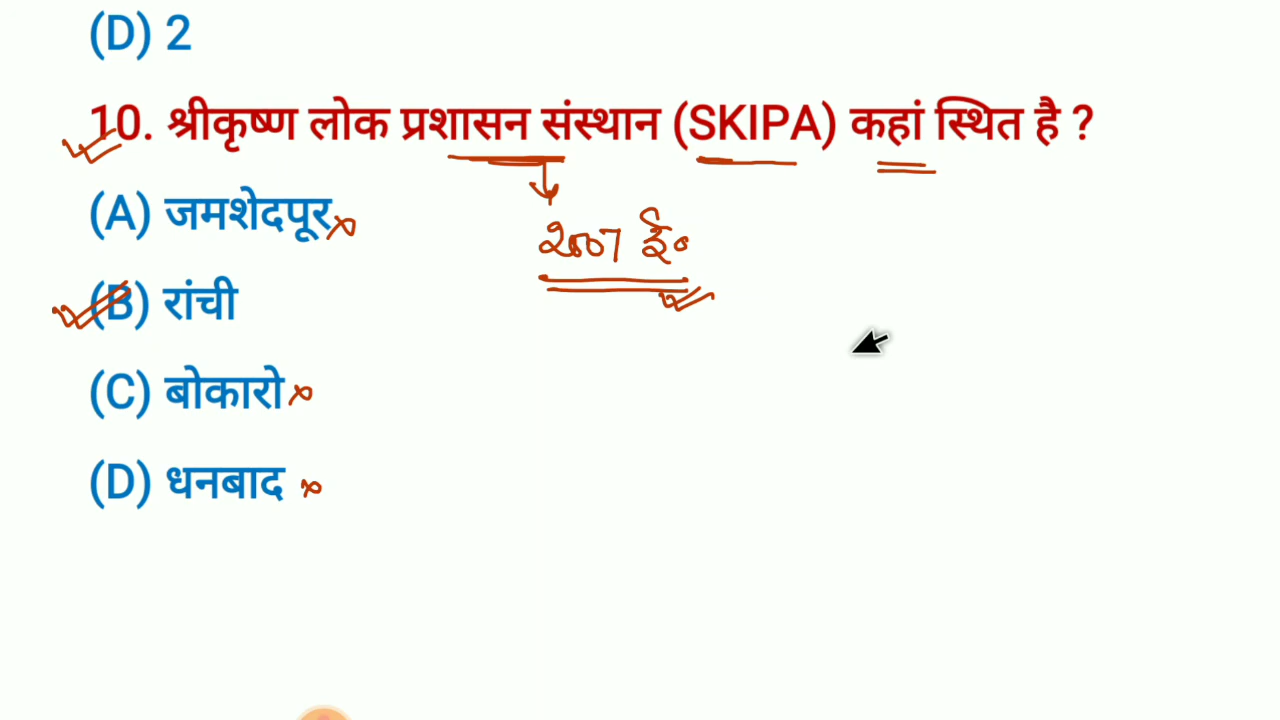 (D) 2
10. श्रीकृष्ण लोक प्रशासन संस्थान (SKIPA) कहां स्थित है ?
(A) जमशेदपूर
2007 ई०
(B) रांची
(C) बोकारो
(D) धनबाद